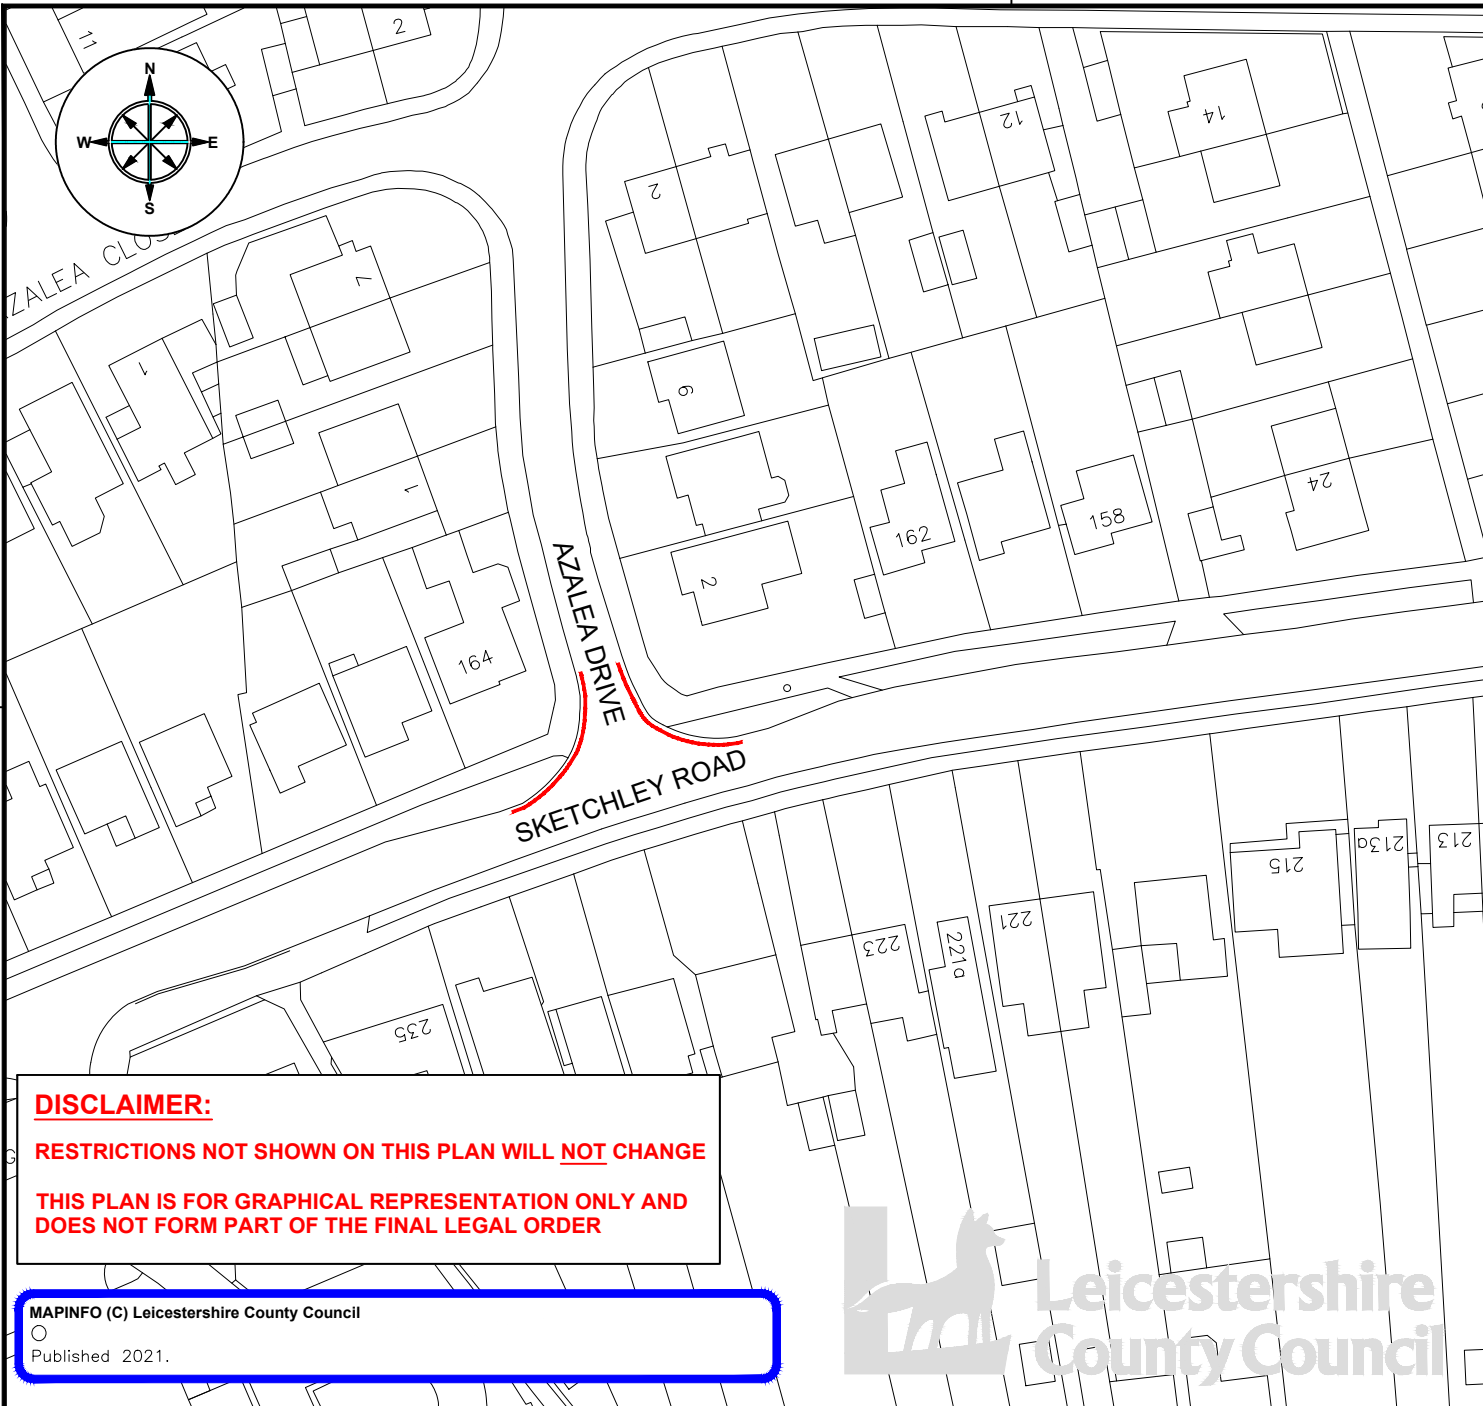 11
2
N
W
E
S
ZALEA CLOS
12
14
2
7
1
6
1
24
162
158
AZALEA DRIVE
2
164
SKETCHLEY ROAD
215
213a
213
223
221a
221
235
DISCLAIMER:
RESTRICTIONS NOT SHOWN ON THIS PLAN WILL NOT CHANGE
THIS PLAN IS FOR GRAPHICAL REPRESENTATION ONLY AND
DOES NOT FORM PART OF THE FINAL LEGAL ORDER
MAPINFO (C) Leicestershire County Council
Published 2021.
Leicestershire
County Council